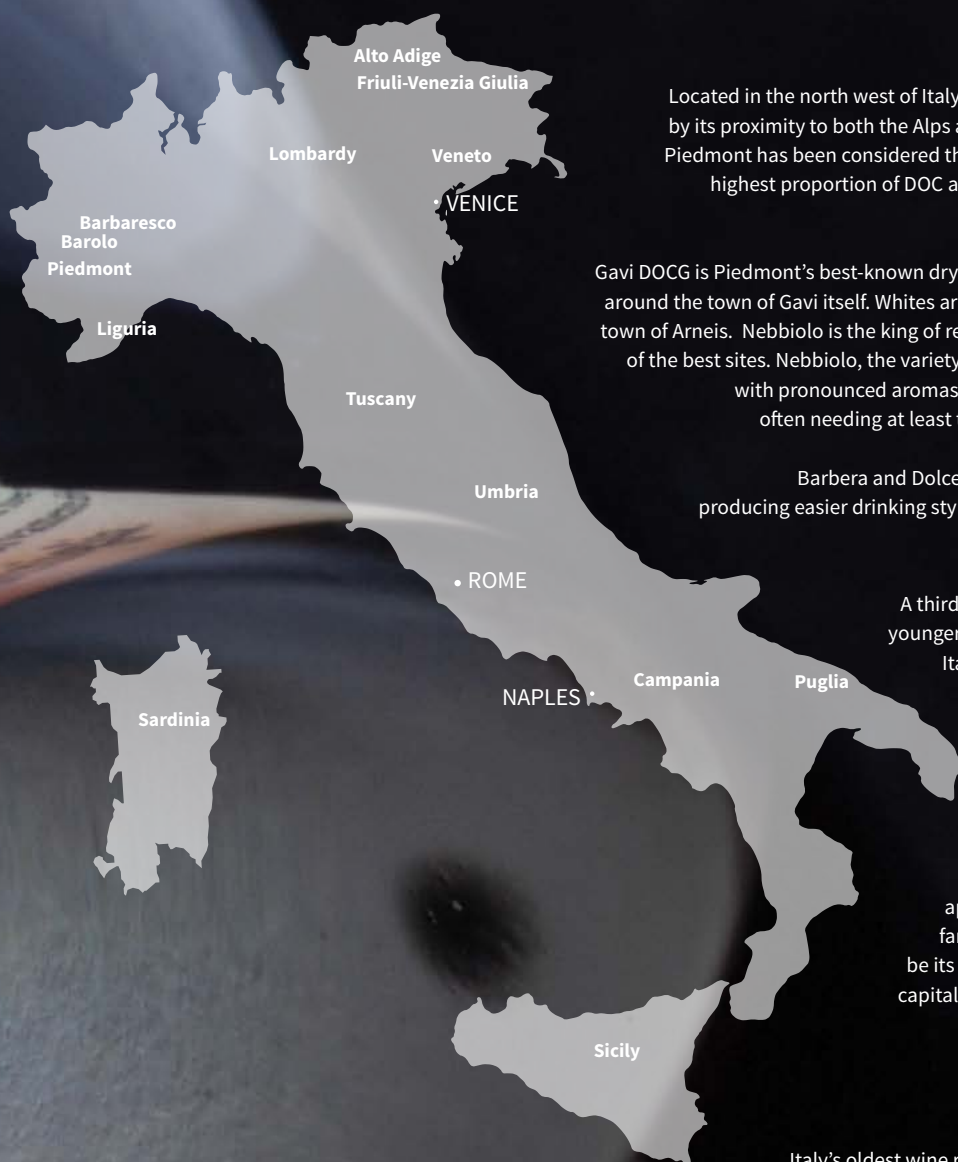 Alto Adige
Friuli-Venezia Giulia
Lombardy
Veneto
VENICE
Barbaresco
Barolo
Piedmont
Liguria
Tuscany
Umbria
ROME
NAPLES
Campania
Puglia
Sardinia
Sicily
Located in the north west of Italy
by its proximity to both the Alps a
Piedmont has been considered th
highest proportion of DOC a
Gavi DOCG is Piedmont’s best-known dry
around the town of Gavi itself. Whites ar
town of Arneis.  Nebbiolo is the king of re
of the best sites. Nebbiolo, the variety
with pronounced aromas
often needing at least
Barbera and Dolce
producing easier drinking sty
A third
younger
Ita
ap
far
be its
capital
Italy’s oldest wine